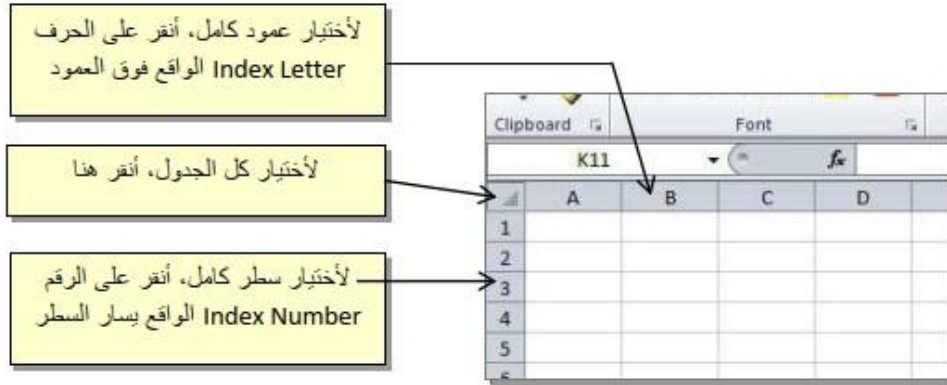 لأختيار عمود كامل، أنقر على الحرف
Index Letter الواقع فوق العمود
لأختيار كل الجدول، أنقر هنا
لأختيار سطر كامل، أنقر على الرقم
Index Number الواقع يسار السطر
Clipboard Font
K11 fx
A B C D
1
2
3
4
5